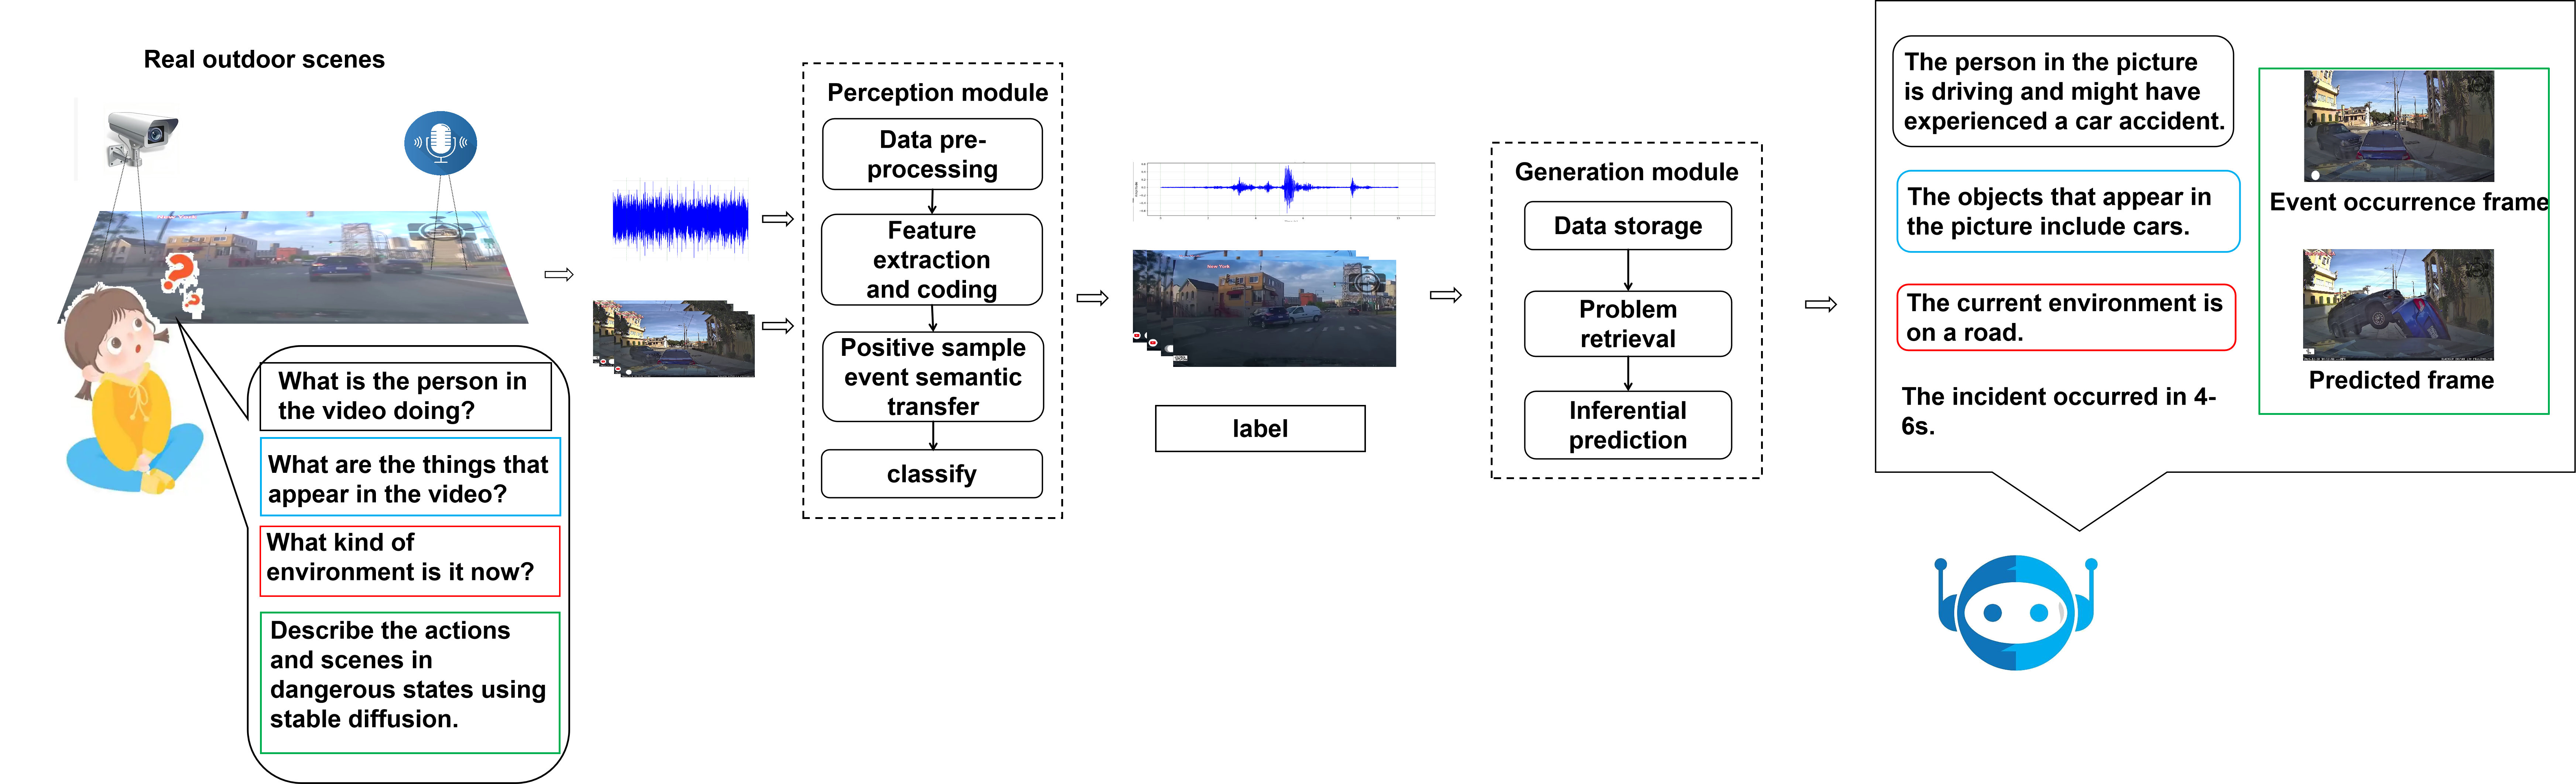 Real outdoor scenes
New York
What is the person in
the video doing?
What are the things that
appear in the video?
What kind of
environment is it now?
Describe the actions
and scenes in
dangerous states using
stable diffusion.
Perception module
Data pre-
processing
Feature
extraction
and coding
Positive sample
event semantic
transfer
classify
New York
label
Generation module
Data storage
Problem
retrieval
Inferential
prediction
The person in the picture
is driving and might have
experienced a car accident.
The objects that appear in
the picture include cars.
The current environment is
on a road.
The incident occurred in 4-
6s.
Event occurrence frame
Predicted frame